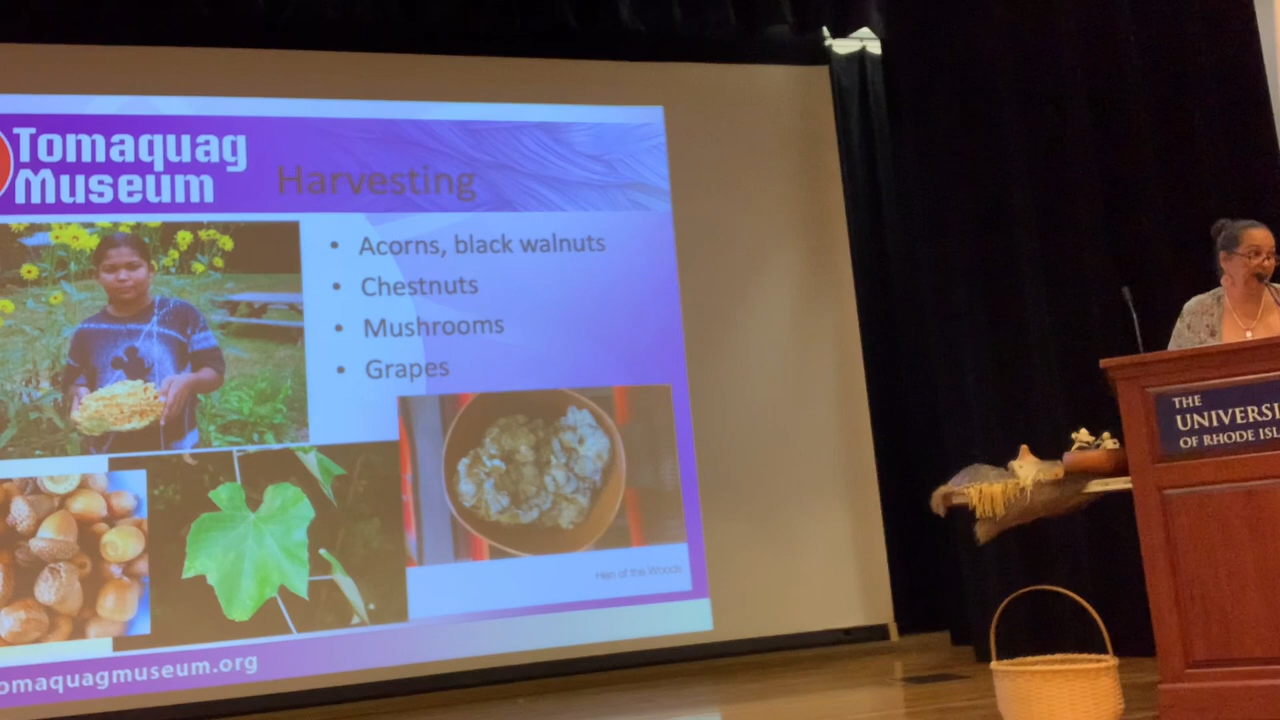 Tomaquag
Museum
Harvesting
• Acorns, black walnuts
• Chestnuts
• Mushrooms
• Grapes
Hen of the Woods
omaquagmuseum.org
THE
UNIVERSI
OF RHODE ISL